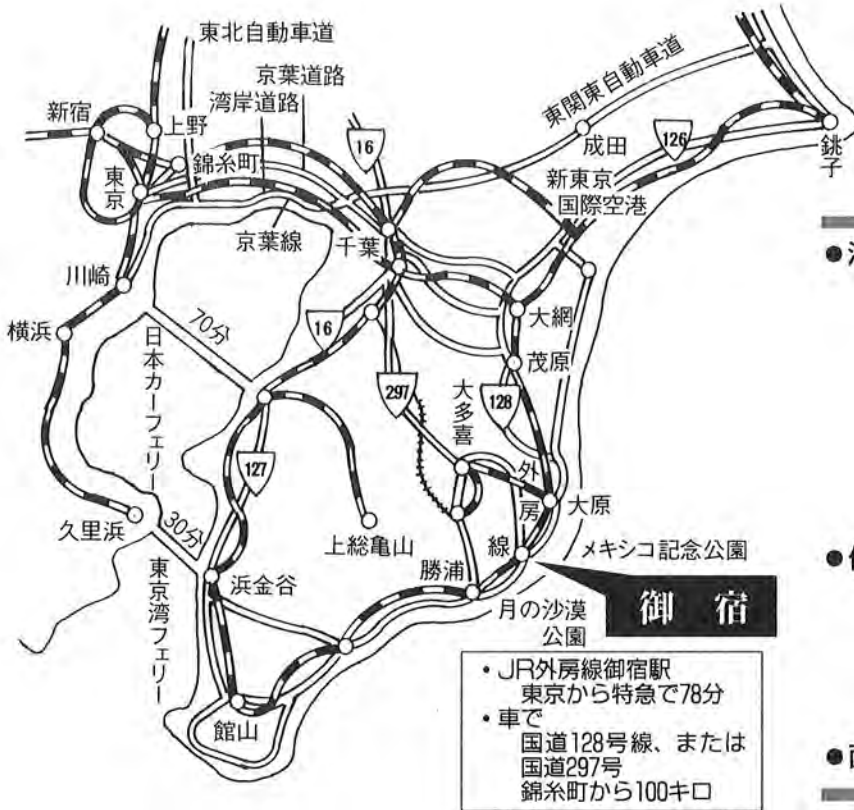 東北自動車道
京葉道路
湾岸道路
新宿
上野
錦糸町
東京
16
東関東自動車道
成田
126
銚子
新東京
国際空港
京葉線
千葉
川崎
横浜
70分
日本カーフェリー
16
大網
茂原
297
大多喜
128
127
外房線
大原
久里浜
30分
東京湾フェリー
上総亀山
メキシコ記念公園
浜金谷
勝浦
月の沙漠
公園
御宿
館山
・JR外房線御宿駅
東京から特急で78分
・車で
国道128号線、または
国道297号
錦糸町から100キロ